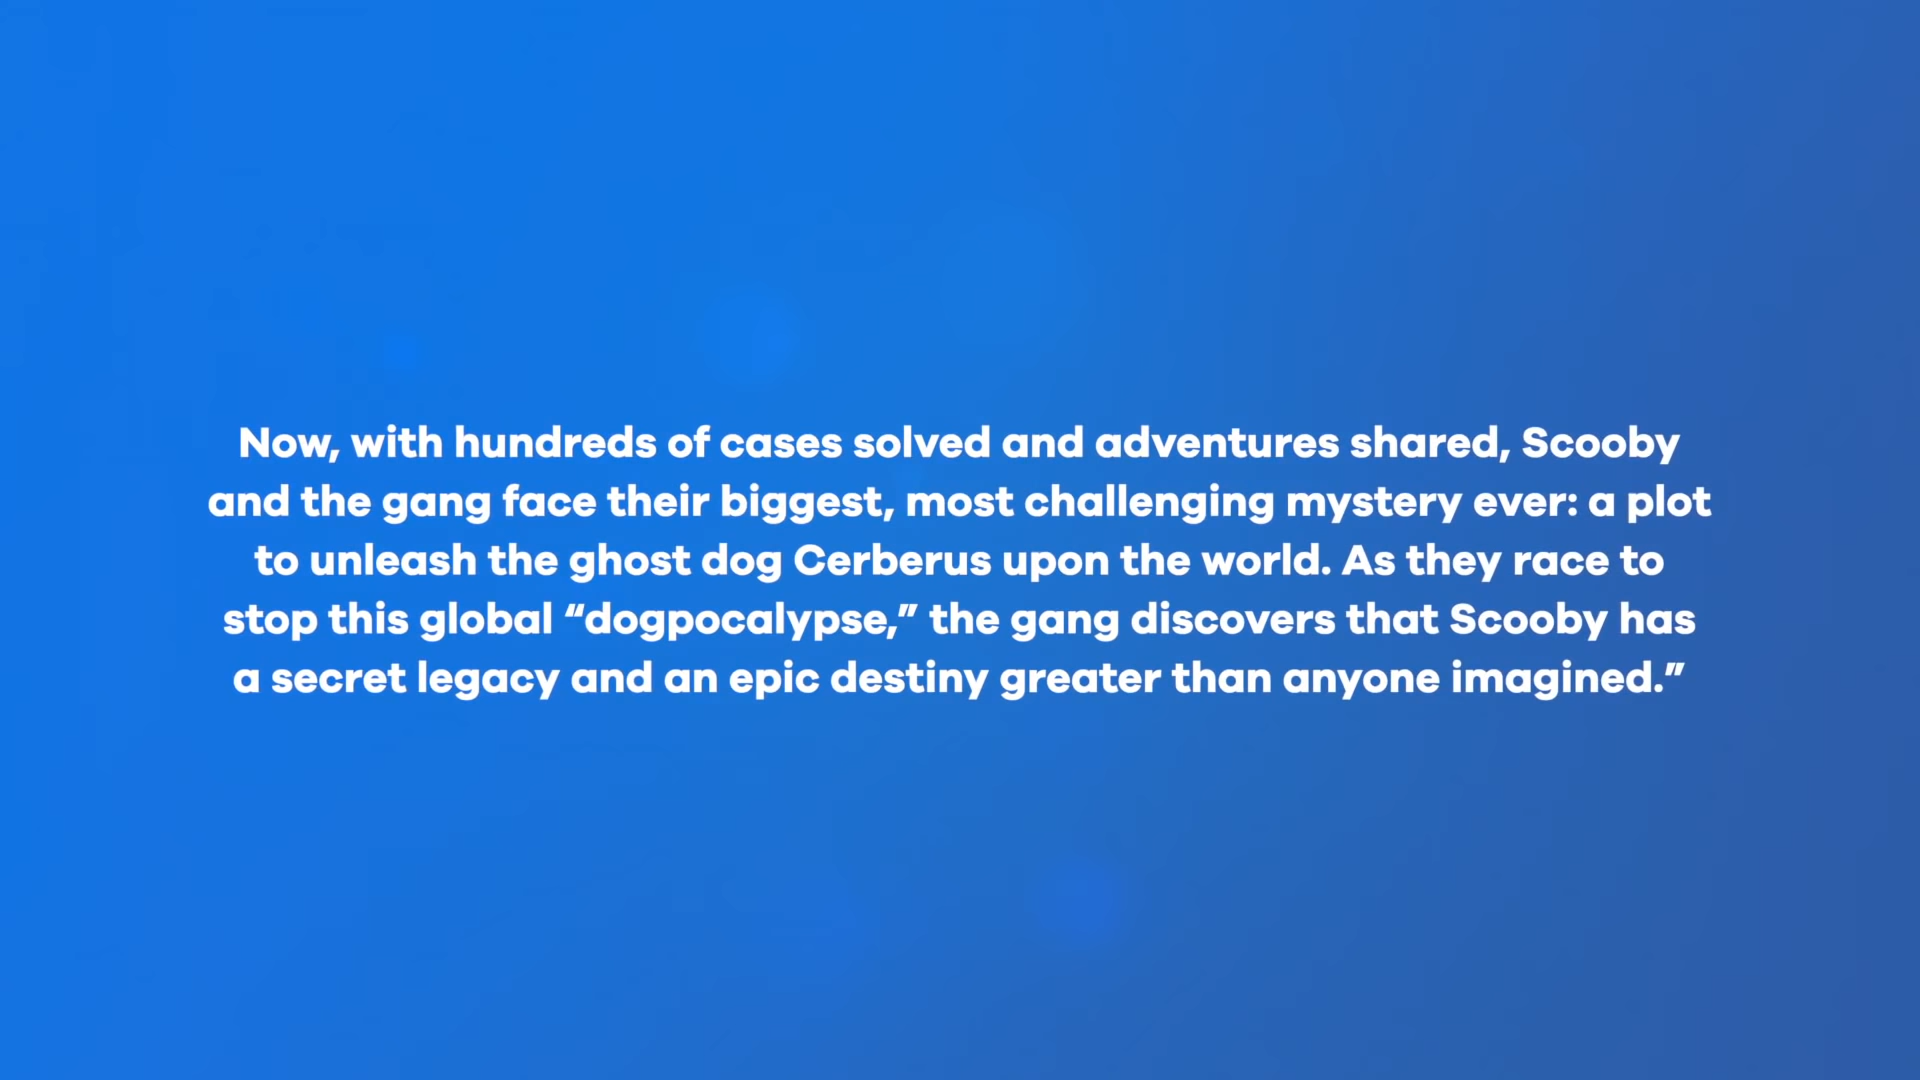 Now, with hundreds of cases solved and adventures shared, Scooby
and the gang face their biggest, most challenging mystery ever: a plot
to unleash the ghost dog Cerberus upon the world. As they race to
stop this global “dogpocalypse,” the gang discovers that Scooby has
a secret legacy and an epic destiny greater than anyone imagined.”